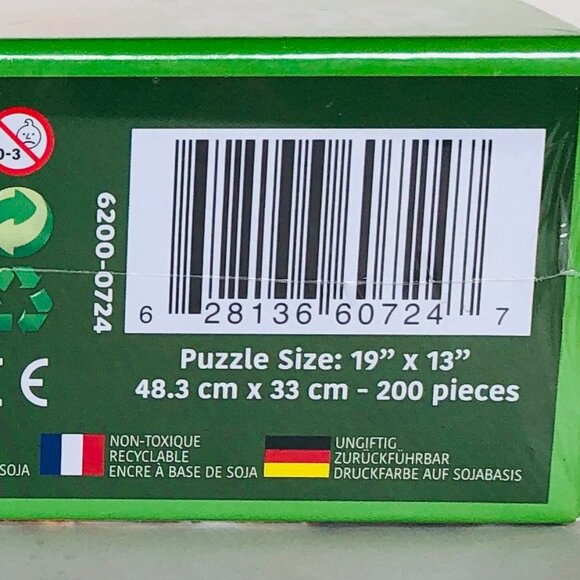 0-3
6200-0724
6 28136 60724 7
Puzzle Size: 19” x 13”
48.3 cm x 33 cm - 200 pieces
CE
NON-TOXIQUE
RECYCLABLE
SOJA ENCRE À BASE DE SOJA
UNGIFTIG
ZURÜCKFÜHRBAR
DRUCKFARBE AUF SOJABASIS